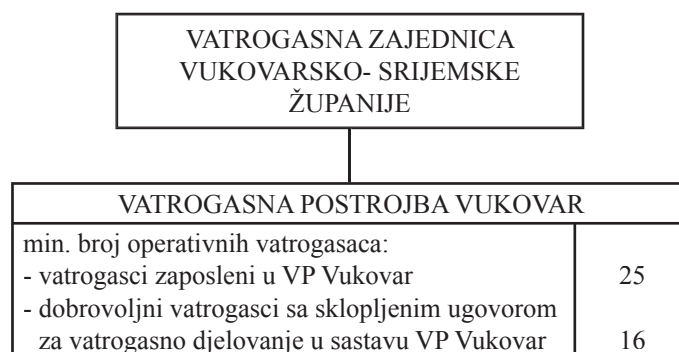 VATROGASNA ZAJEDNICA
VUKOVARSKO- SRIJEMSKE
ŽUPANIJE
VATROGASNA POSTROJBA VUKOVAR
min. broj operativnih vatrogasaca:
- vatrogasci zaposleni u VP Vukovar 25
- dobrovoljni vatrogasci sa sklopljenim ugovorom
za vatrogasno djelovanje u sastavu VP Vukovar 16